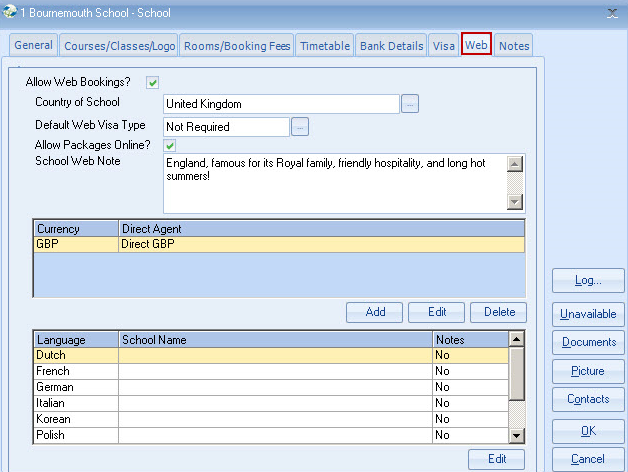 1 Bournemouth School - School
General Courses/Classes/Logo Rooms/Booking Fees Timetable Bank Details Visa Web Notes
Allow Web Bookings?
Country of School United Kingdom ...
Default Web Visa Type Not Required ...
Allow Packages Online?
School Web Note England, famous for its Royal family, friendly hospitality, and long hot
summers!
Currency Direct Agent
GBP Direct GBP
Add Edit Delete
Language School Name Notes
Dutch No
French No
German No
Italian No
Korean No
Polish No
Edit
Log...
Unavailable
Documents
Picture
Contacts
OK
Cancel